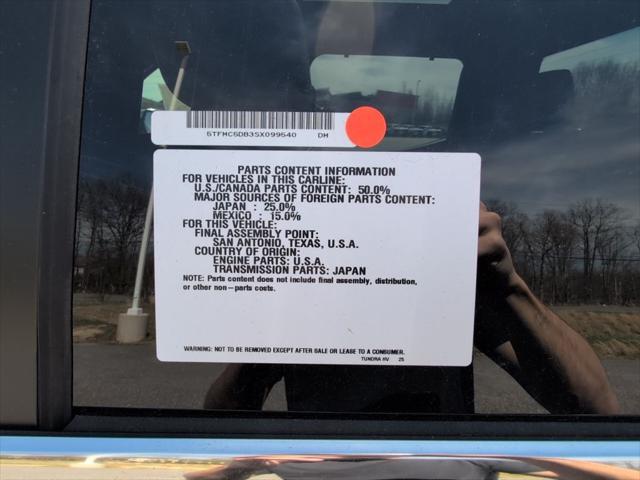 5TFMC5DB3SX099540 DM
PARTS CONTENT INFORMATION
FOR VEHICLES IN THIS CARLINE:
U.S./CANADA PARTS CONTENT: 50.0%
MAJOR SOURCES OF FOREIGN PARTS CONTENT:
JAPAN : 25.0%
MEXICO : 15.0%
FOR THIS VEHICLE:
FINAL ASSEMBLY POINT:
SAN ANTONIO, TEXAS, U.S.A.
COUNTRY OF ORIGIN:
ENGINE PARTS: U.S.A.
TRANSMISSION PARTS: JAPAN
NOTE: Parts content does not include final assembly, distribution,
or other non-parts costs.
WARNING: NOT TO BE REMOVED EXCEPT AFTER SALE OR LEASE TO A CONSUMER.
TUNDRA HV 25